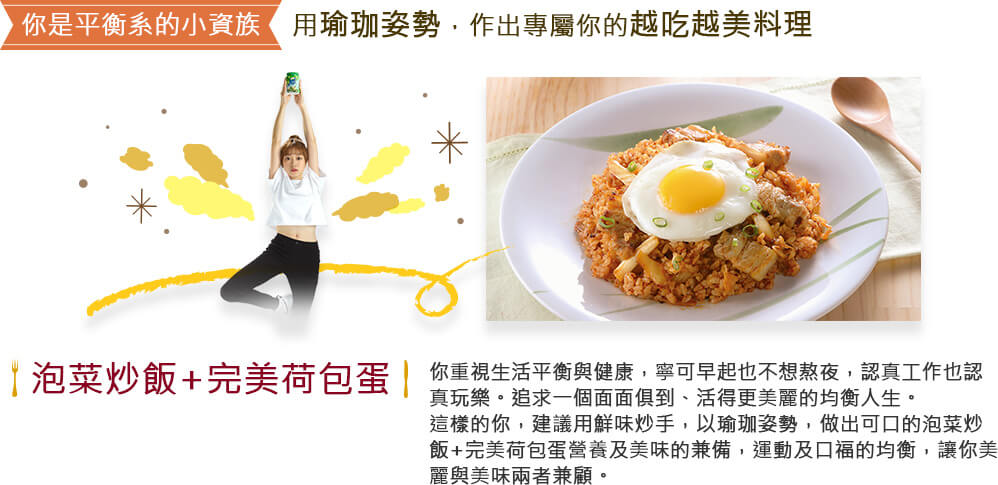 你是平衡系的小資族
用瑜珈姿勢，作出專屬你的越吃越美料理
泡菜炒飯+完美荷包蛋
你重視生活平衡與健康，寧可早起也不想熬夜，認真工作也認
真玩樂。追求一個面面俱到、活得更美麗的均衡人生。
這樣的你，建議用鮮味炒手，以瑜珈姿勢，做出可口的泡菜炒
飯+完美荷包蛋營養及美味的兼備，運動及口福的均衡，讓你美
麗與美味兩者兼顧。